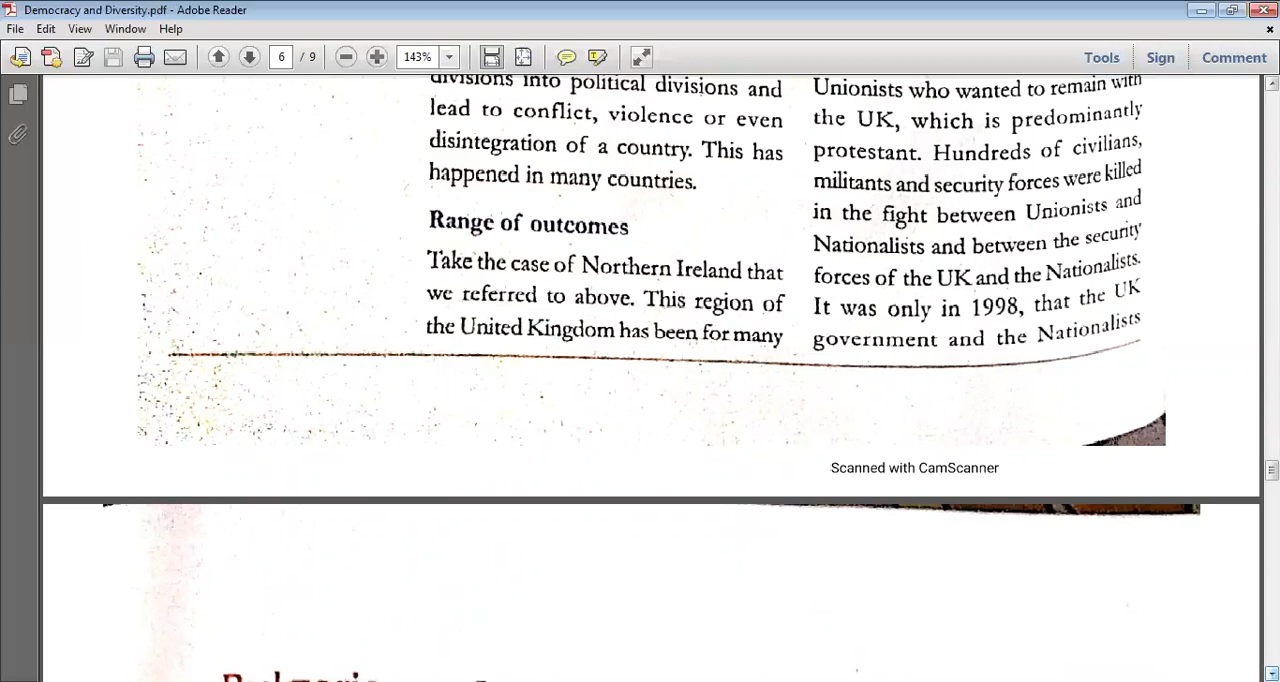 Democracy and Diversity.pdf - Adobe Reader
File Edit View Window Help
6 / 9 143% Tools Sign Comment
divisions into political divisions and
lead to conflict, violence or even
disintegration of a country. This has
happened in many countries.
Range of outcomes
Take the case of Northern Ireland that
we referred to above. This region of
the United Kingdom has been for many
Unionists who wanted to remain with
the UK, which is predominantly
protestant. Hundreds of civilians,
militants and security forces were killed
in the fight between Unionists and
Nationalists and between the security
forces of the UK and the Nationalists.
It was only in 1998, that the UK
government and the Nationalists
Scanned with CamScanner